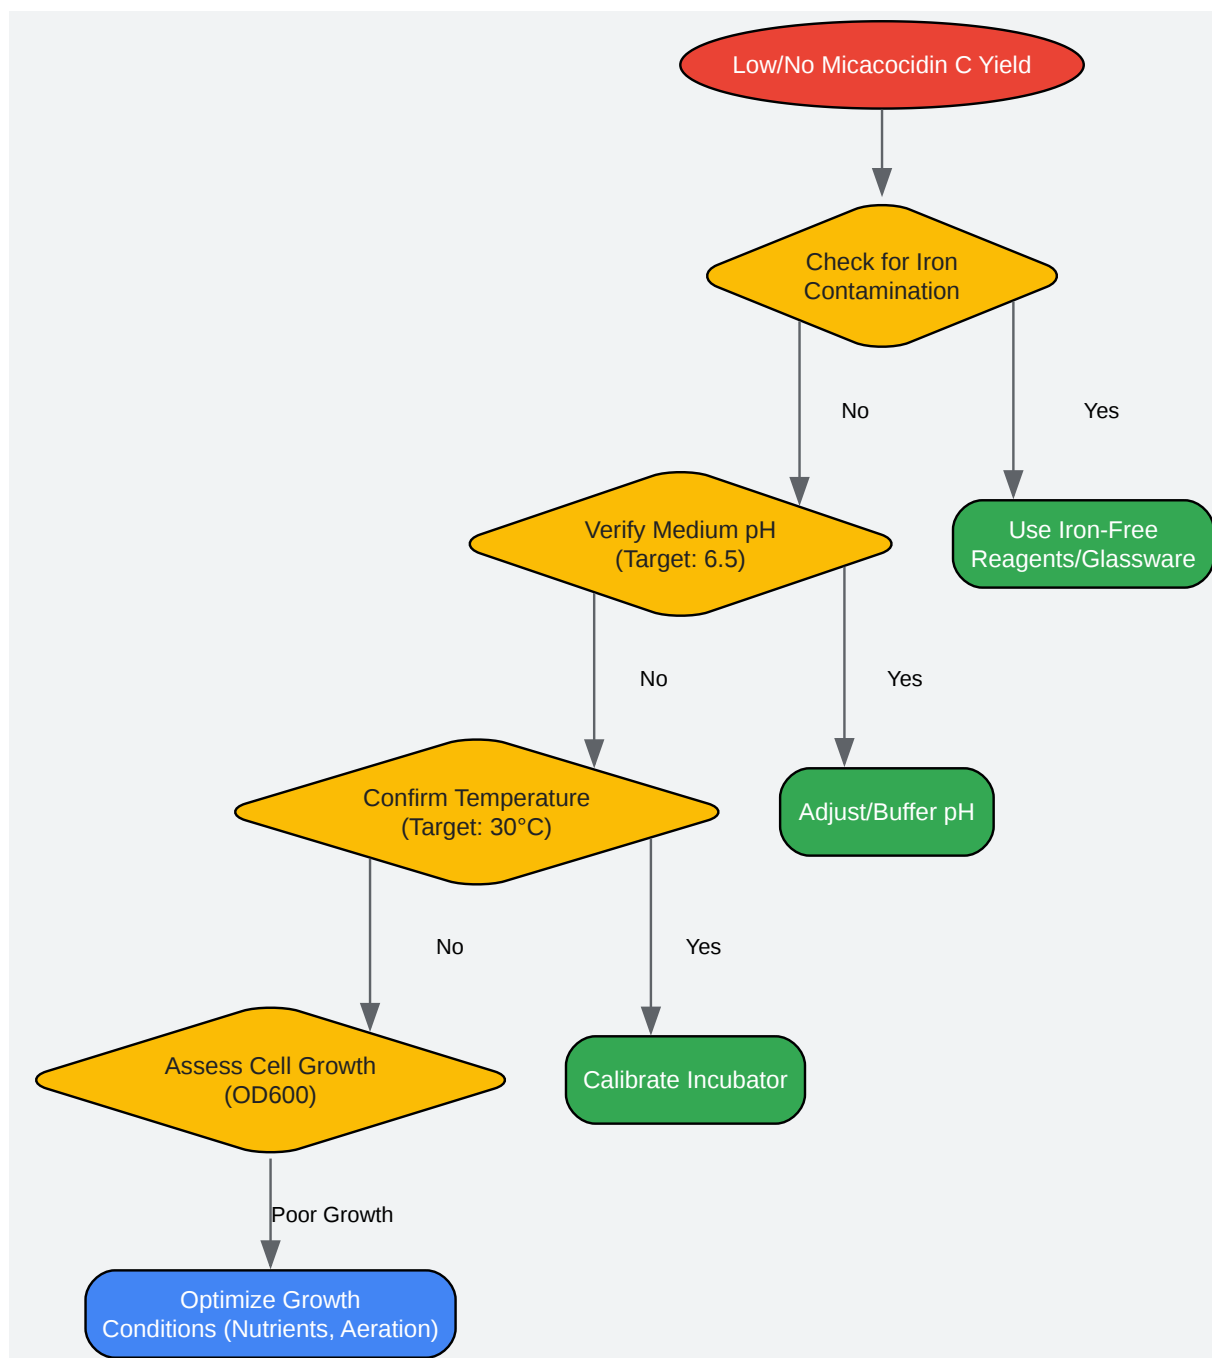 Low/No Micacocidin C Yield
Check for Iron
Contamination
No
Yes
Verify Medium pH
(Target: 6.5)
Use Iron-Free
Reagents/Glassware
No
Yes
Confirm Temperature
(Target: 30°C)
Adjust/Buffer pH
No
Yes
Assess Cell Growth
(OD600)
Calibrate Incubator
Poor Growth
Optimize Growth
Conditions (Nutrients, Aeration)